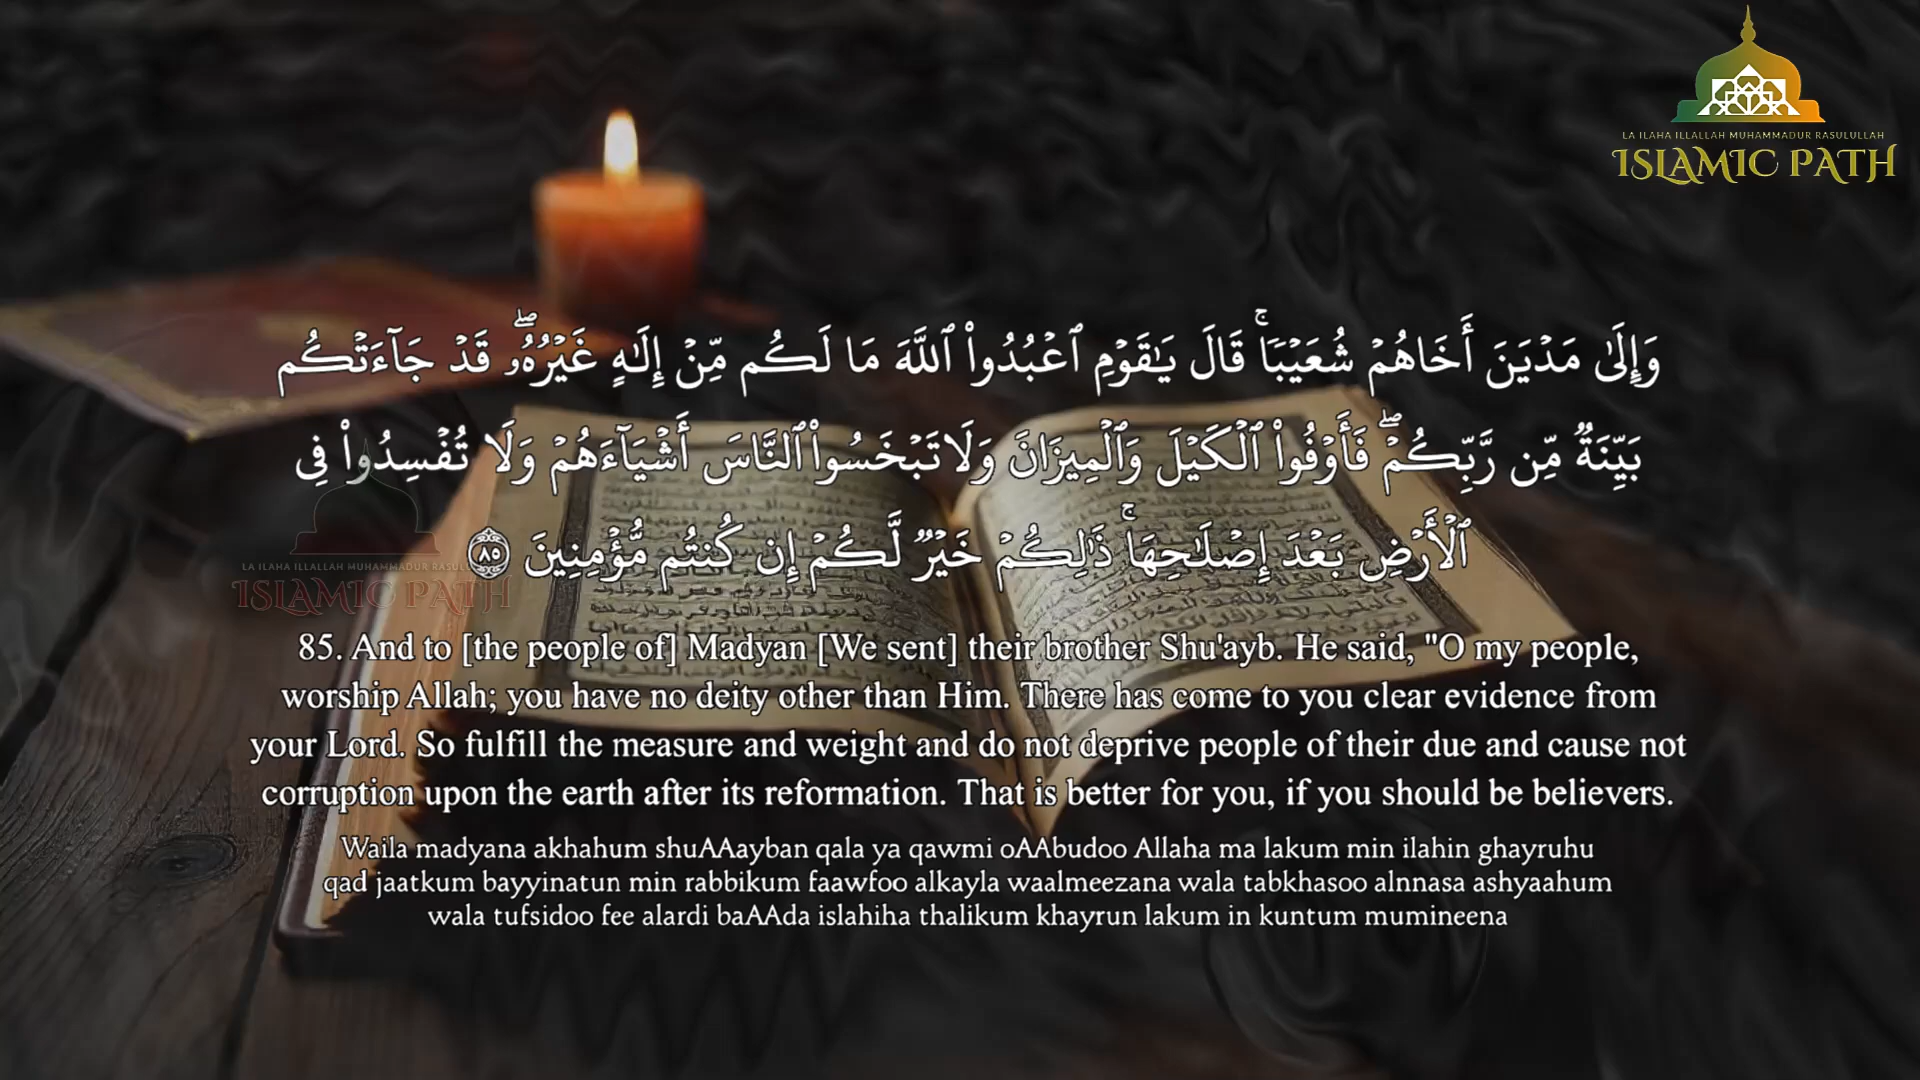 LA ILAHA ILLALLAH MUHAMMADUR RASULULLAH
ISLAMIC PATH
وَإِلَىٰ مَدْيَنَ أَخَاهُمْ شُعَيْبًا ۚ قَالَ يَـٰقَوْمِ ٱعْبُدُوا۟ ٱللَّهَ مَا لَكُم مِّنْ إِلَـٰهٍ غَيْرُهُۥ ۖ قَدْ جَآءَتْكُم
بَيِّنَةٌ مِّن رَّبِّكُمْ ۖ فَأَوْفُوا۟ ٱلْكَيْلَ وَٱلْمِيزَانَ وَلَا تَبْخَسُوا۟ ٱلنَّاسَ أَشْيَآءَهُمْ وَلَا تُفْسِدُوا۟ فِى
ٱلْأَرْضِ بَعْدَ إِصْلَـٰحِهَا ۚ ذَٰلِكُمْ خَيْرٌ لَّكُمْ إِن كُنتُم مُّؤْمِنِينَ ٨٥
LA ILAHA ILLALLAH MUHAMMADUR RASULULLAH
ISLAMIC PATH
85. And to [the people of] Madyan [We sent] their brother Shu'ayb. He said, "O my people,
worship Allah; you have no deity other than Him. There has come to you clear evidence from
your Lord. So fulfill the measure and weight and do not deprive people of their due and cause not
corruption upon the earth after its reformation. That is better for you, if you should be believers.
Waila madyana akhahum shuAAayban qala ya qawmi oAAbudoo Allaha ma lakum min ilahin ghayruhu
qad jaatkum bayyinatun min rabbikum faawfoo alkayla waalmeezana wala tabkhasoo alnnasa ashyaahum
wala tufsidoo fee alardi baAAda islahiha thalikum khayrun lakum in kuntum mumineena